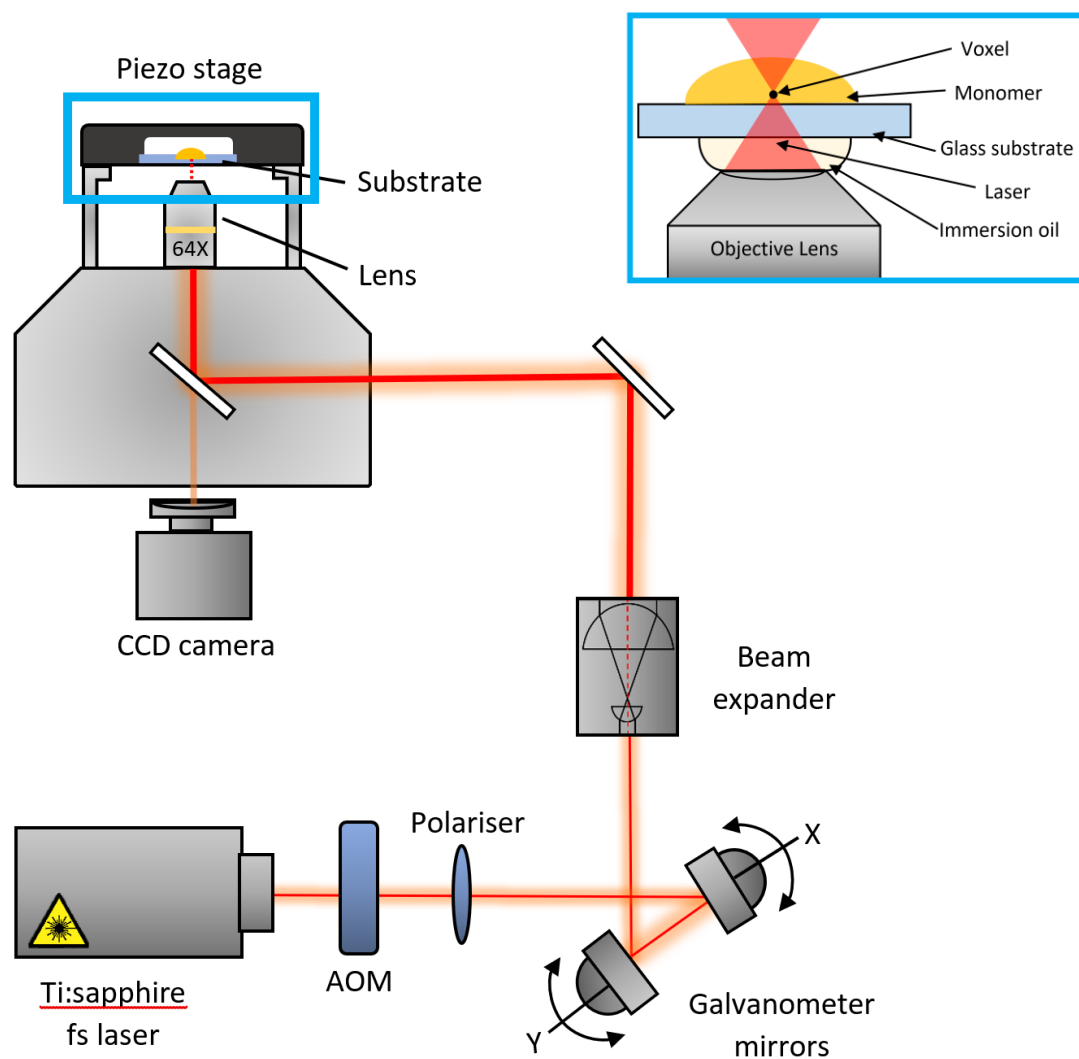 Piezo stage
Substrate
64X
Lens
CCD camera
Voxel
Monomer
Glass substrate
Laser
Immersion oil
Objective Lens
Beam
expander
Polariser
X
AOM
Ti:sapphire
fs laser
Y
Galvanometer
mirrors